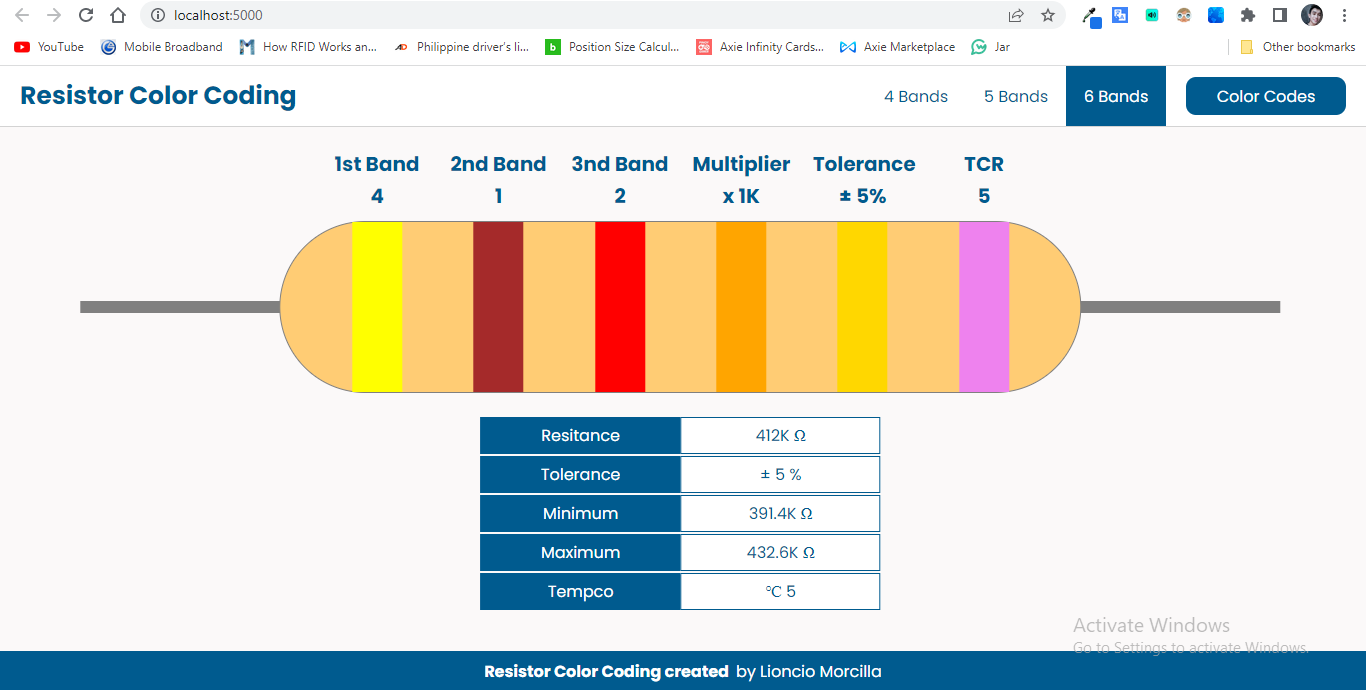 localhost:5000
YouTube Mobile Broadband How RFID Works an... Philippine driver's li... b Position Size Calcul... Axie Infinity Cards... Axie Marketplace Jar Other bookmarks
Resistor Color Coding 4 Bands 5 Bands 6 Bands Color Codes
1st Band 2nd Band 3nd Band Multiplier Tolerance TCR
4 1 2 x 1K ± 5% 5
Resitance 412K Ω
Tolerance ± 5 %
Minimum 391.4K Ω
Maximum 432.6K Ω
Tempco °C 5
Activate Windows
Go to Settings to activate Windows.
Resistor Color Coding created by Lioncio Morcilla